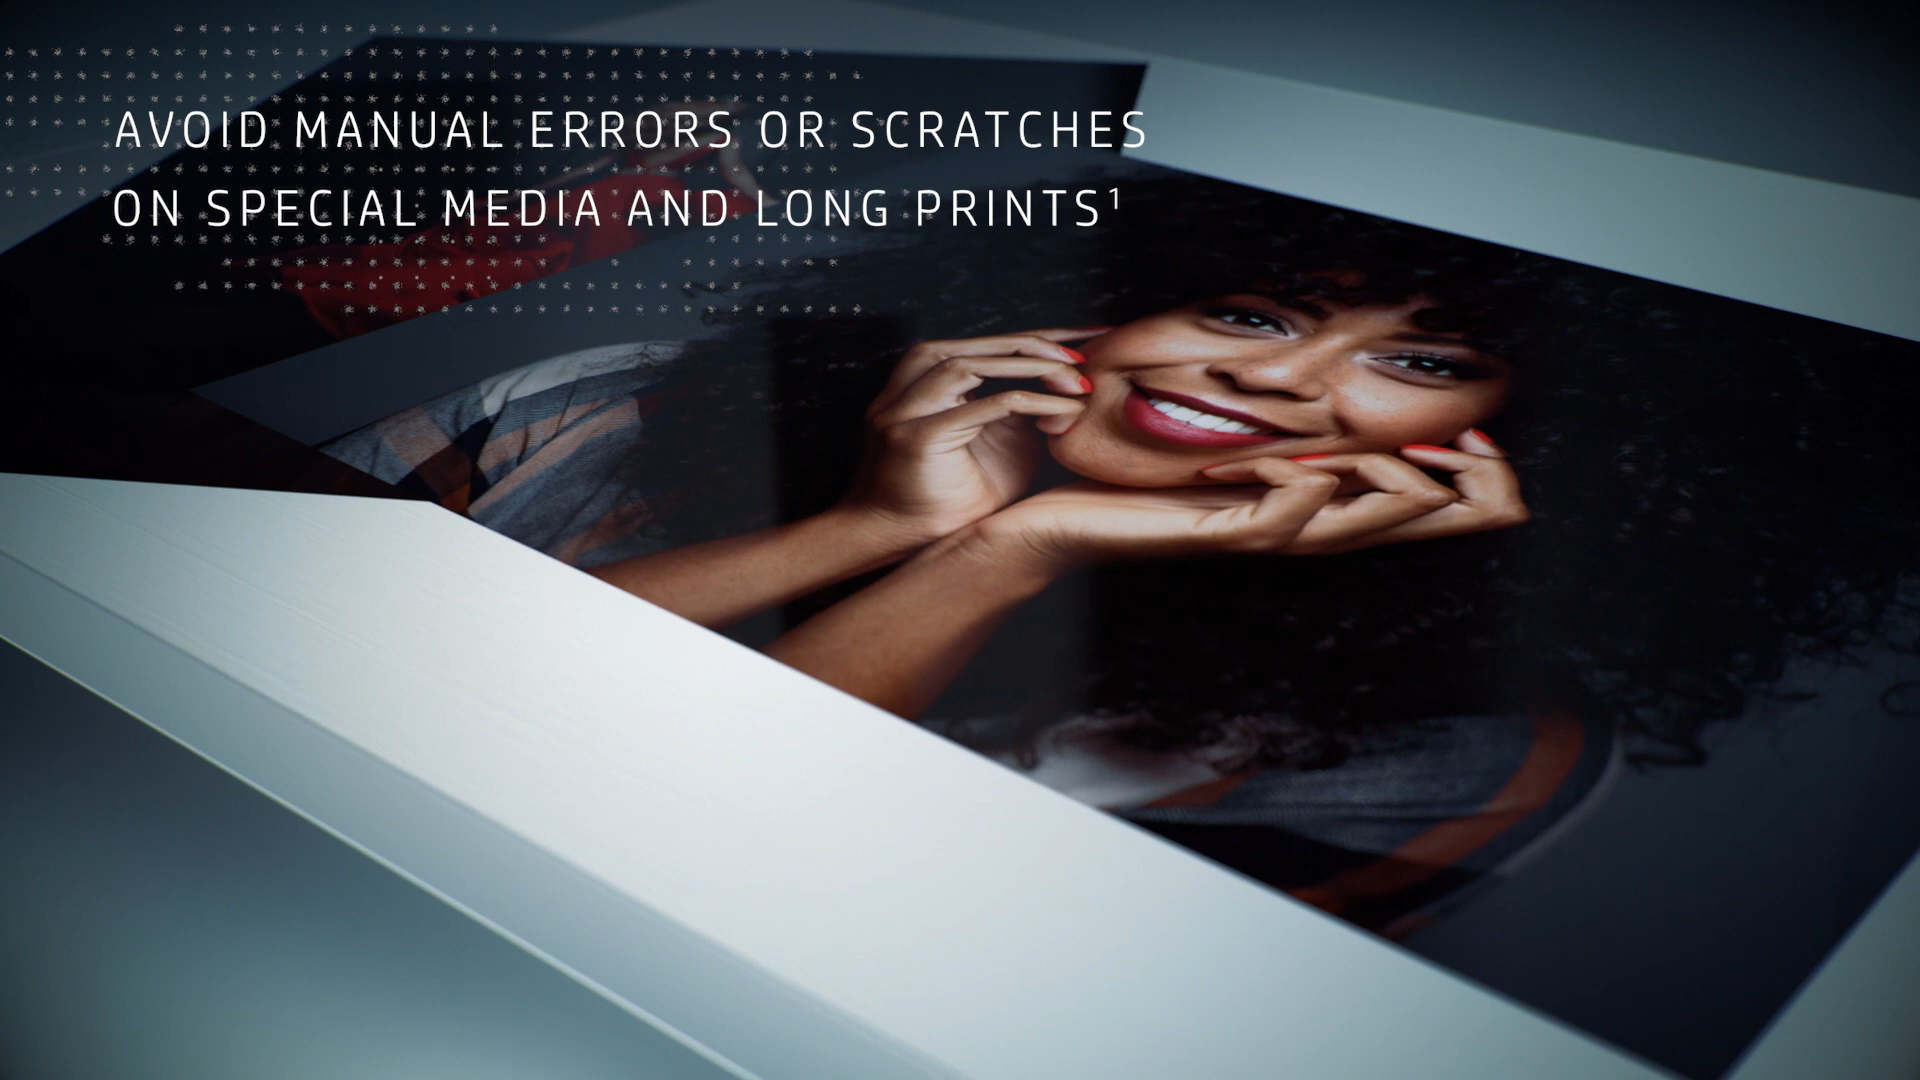 AVOID MANUAL ERRORS OR SCRATCHES
ON SPECIAL MEDIA AND LONG PRINTS¹